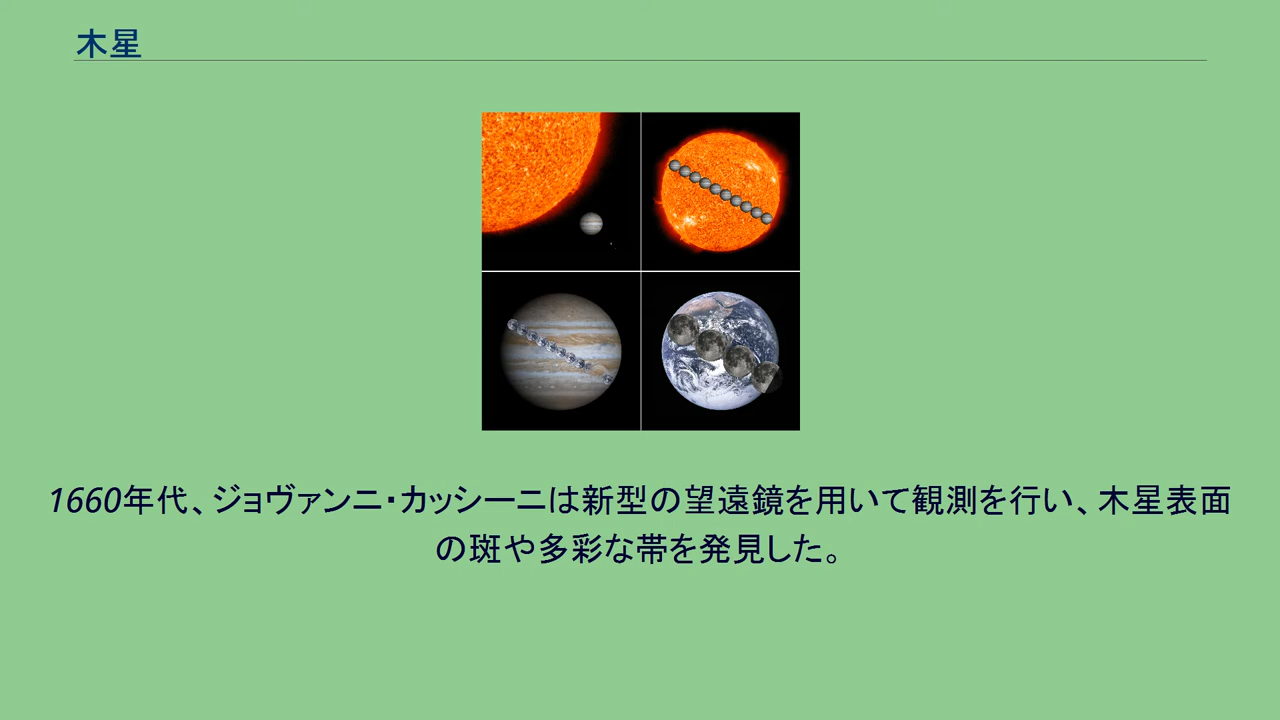 木星
1660年代、ジョヴァンニ・カッシーニは新型の望遠鏡を用いて観測を行い、木星表面
の斑や多彩な帯を発見した。